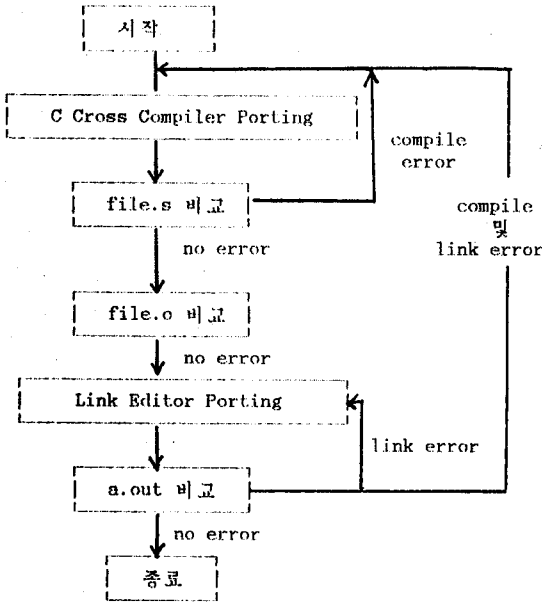 시작
C Cross Compiler Porting
compile
error
file.s 비교
compile
및
link error
no error
file.o 비교
no error
Link Editor Porting
link error
a.out 비교
no error
종료